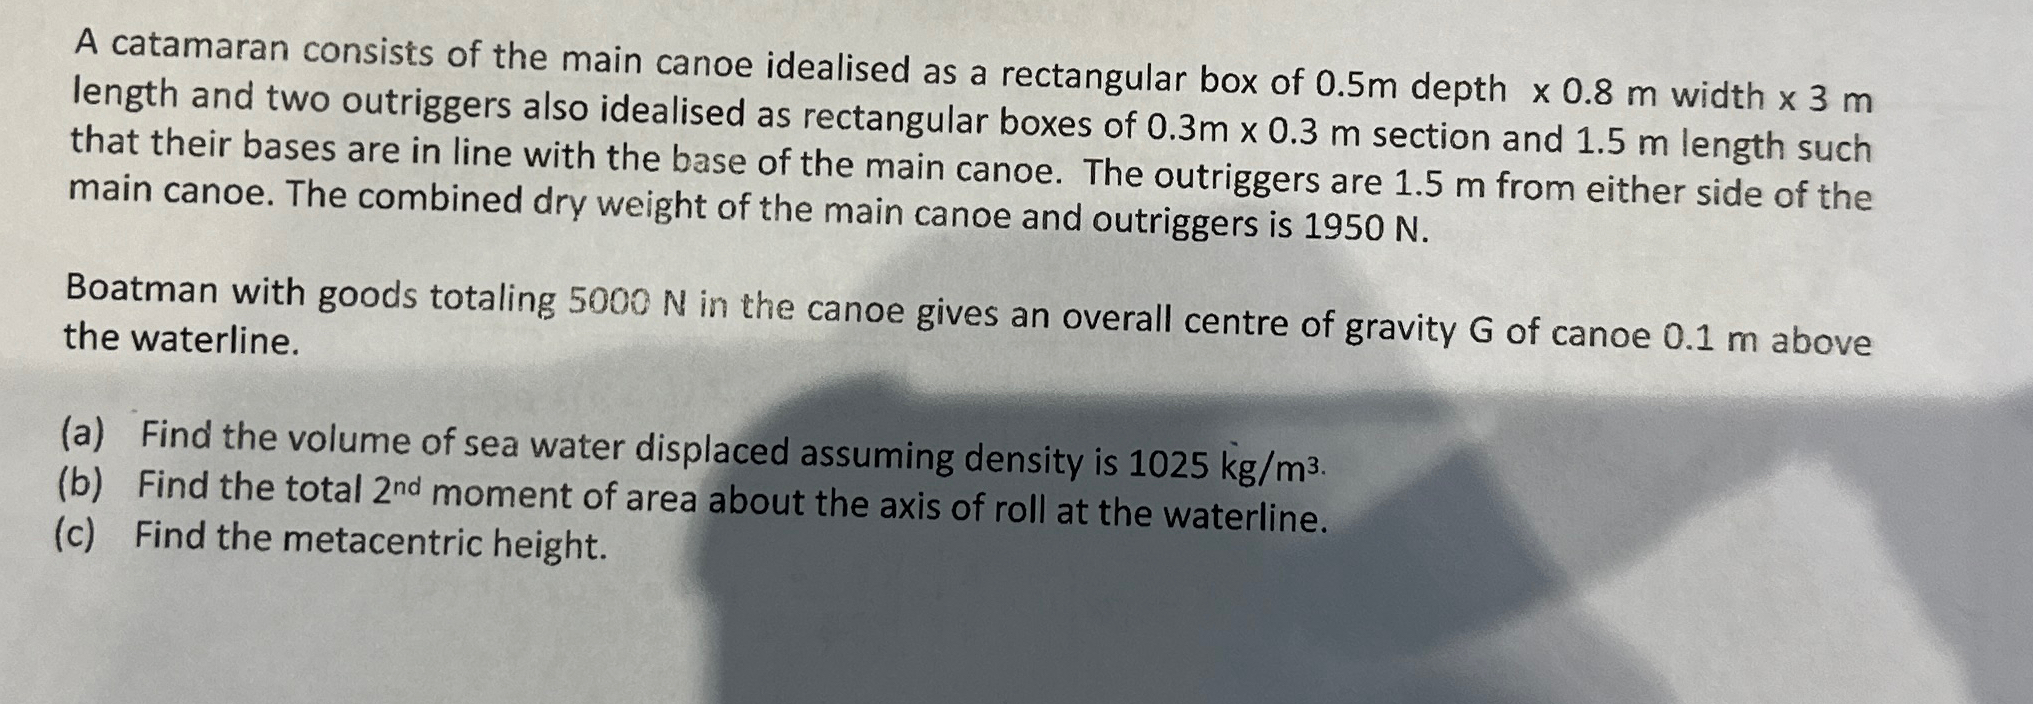 A catamaran consists of the main canoe idealised as a rectangular box of 0.5m depth x 0.8 m width x 3 m
length and two outriggers also idealised as rectangular boxes of 0.3m x 0.3 m section and 1.5 m length such
that their bases are in line with the base of the main canoe. The outriggers are 1.5 m from either side of the
main canoe. The combined dry weight of the main canoe and outriggers is 1950 N.
Boatman with goods totaling 5000 N in the canoe gives an overall centre of gravity G of canoe 0.1 m above
the waterline.
(a) Find the volume of sea water displaced assuming density is 1025 kg/m³.
(b) Find the total 2nd moment of area about the axis of roll at the waterline.
(c) Find the metacentric height.